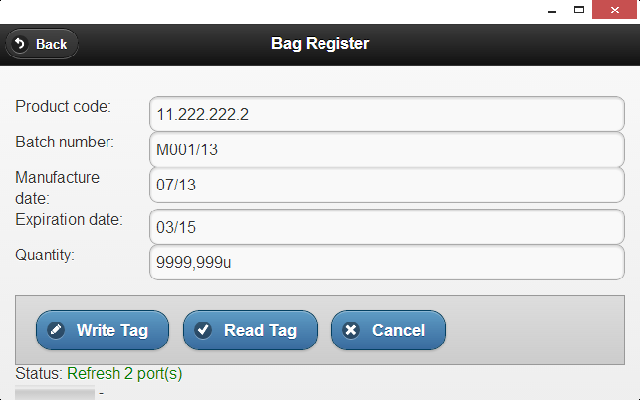 Back
Bag Register
Product code:
11.222.222.2
Batch number:
M001/13
Manufacture
date:
07/13
Expiration date:
03/15
Quantity:
9999,999u
Write Tag
Read Tag
Cancel
Status: Refresh 2 port(s)
-